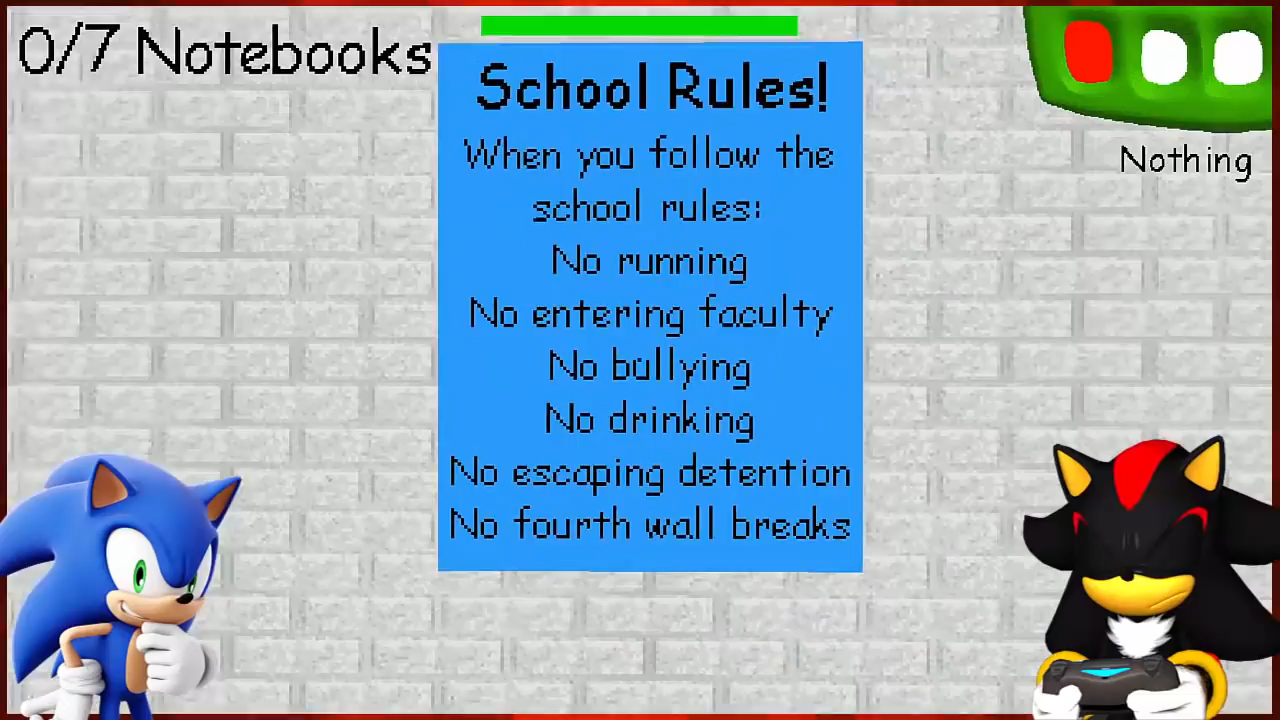 0/7 Notebooks
School Rules!
When you follow the
school rules:
No running
No entering faculty
No bullying
No drinking
No escaping detention
No fourth wall breaks
Nothing